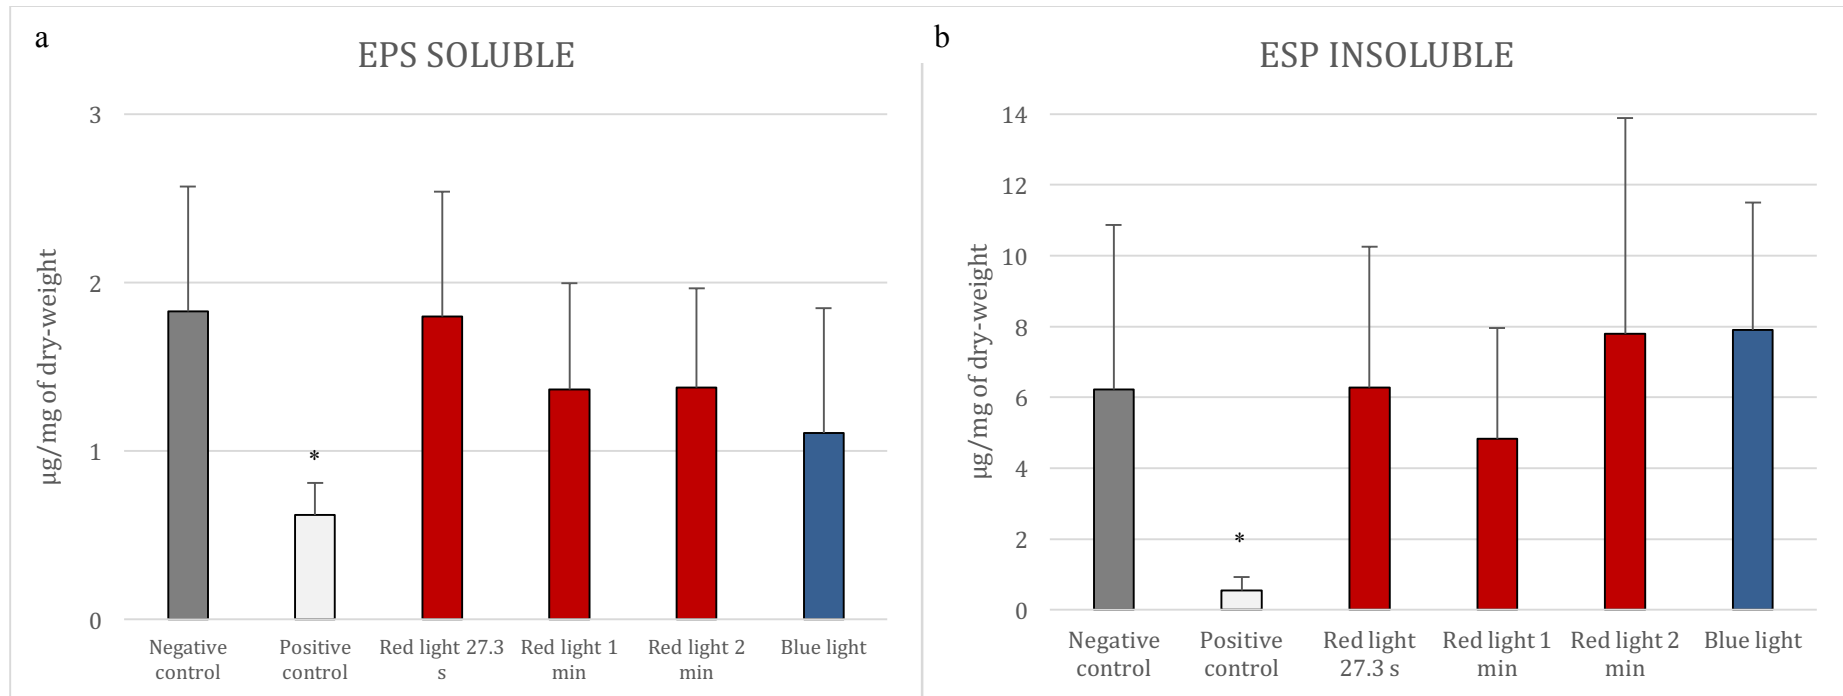 a
EPS SOLUBLE
μg/mg of dry-weight
3
2
1
0
*
Negative
control
Positive
control
Red light 27.3
s
Red light 1
min
Red light 2
min
Blue light
b
ESP INSOLUBLE
μg/mg of dry-weight
14
12
10
8
6
4
2
0
*
Negative
control
Positive
control
Red light
27.3 s
Red light 1
min
Red light 2
min
Blue light